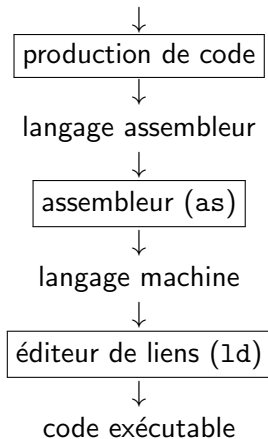 production de code
langage assembleur
assembleur (as)
langage machine
éditeur de liens (ld)
code exécutable